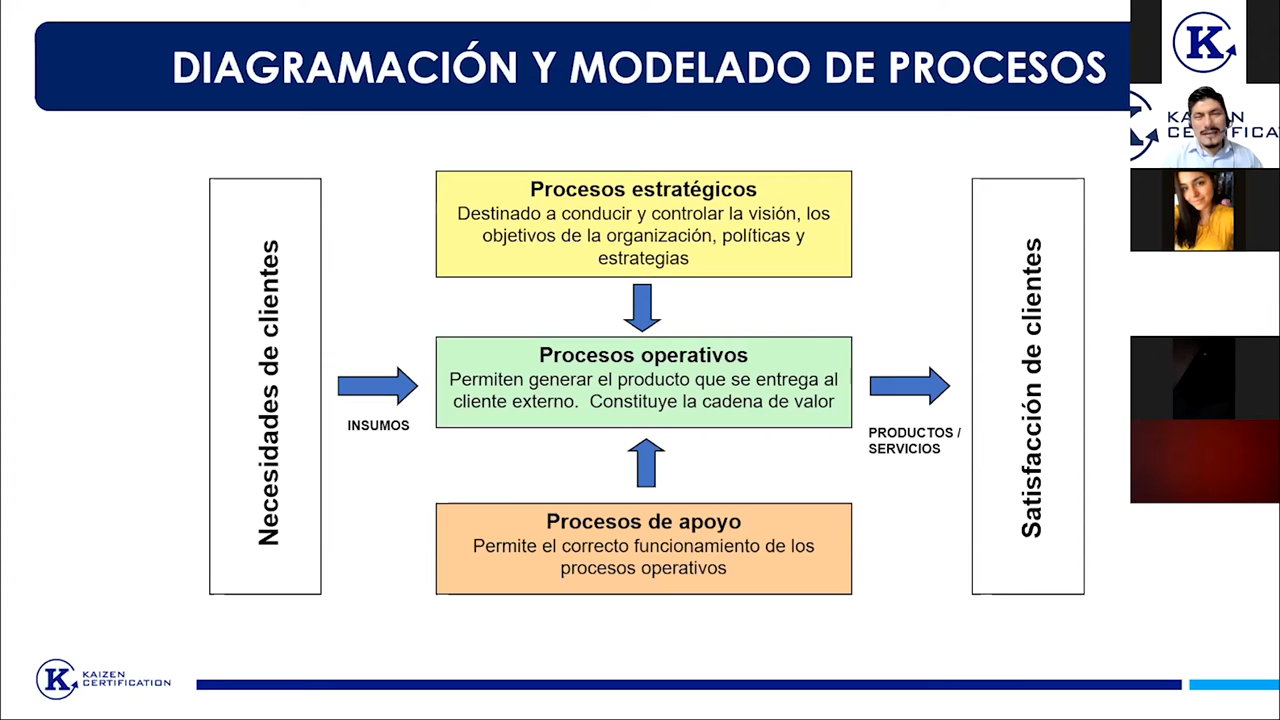 DIAGRAMACIÓN Y MODELADO DE PROCESOS
K
KAIZEN
CERTIFICA
Necesidades de clientes
INSUMOS
Procesos estratégicos
Destinado a conducir y controlar la visión, los
objetivos de la organización, políticas y
estrategias
Procesos operativos
Permiten generar el producto que se entrega al
cliente externo. Constituye la cadena de valor
Procesos de apoyo
Permite el correcto funcionamiento de los
procesos operativos
PRODUCTOS /
SERVICIOS
Satisfacción de clientes
K
KAIZEN
CERTIFICATION